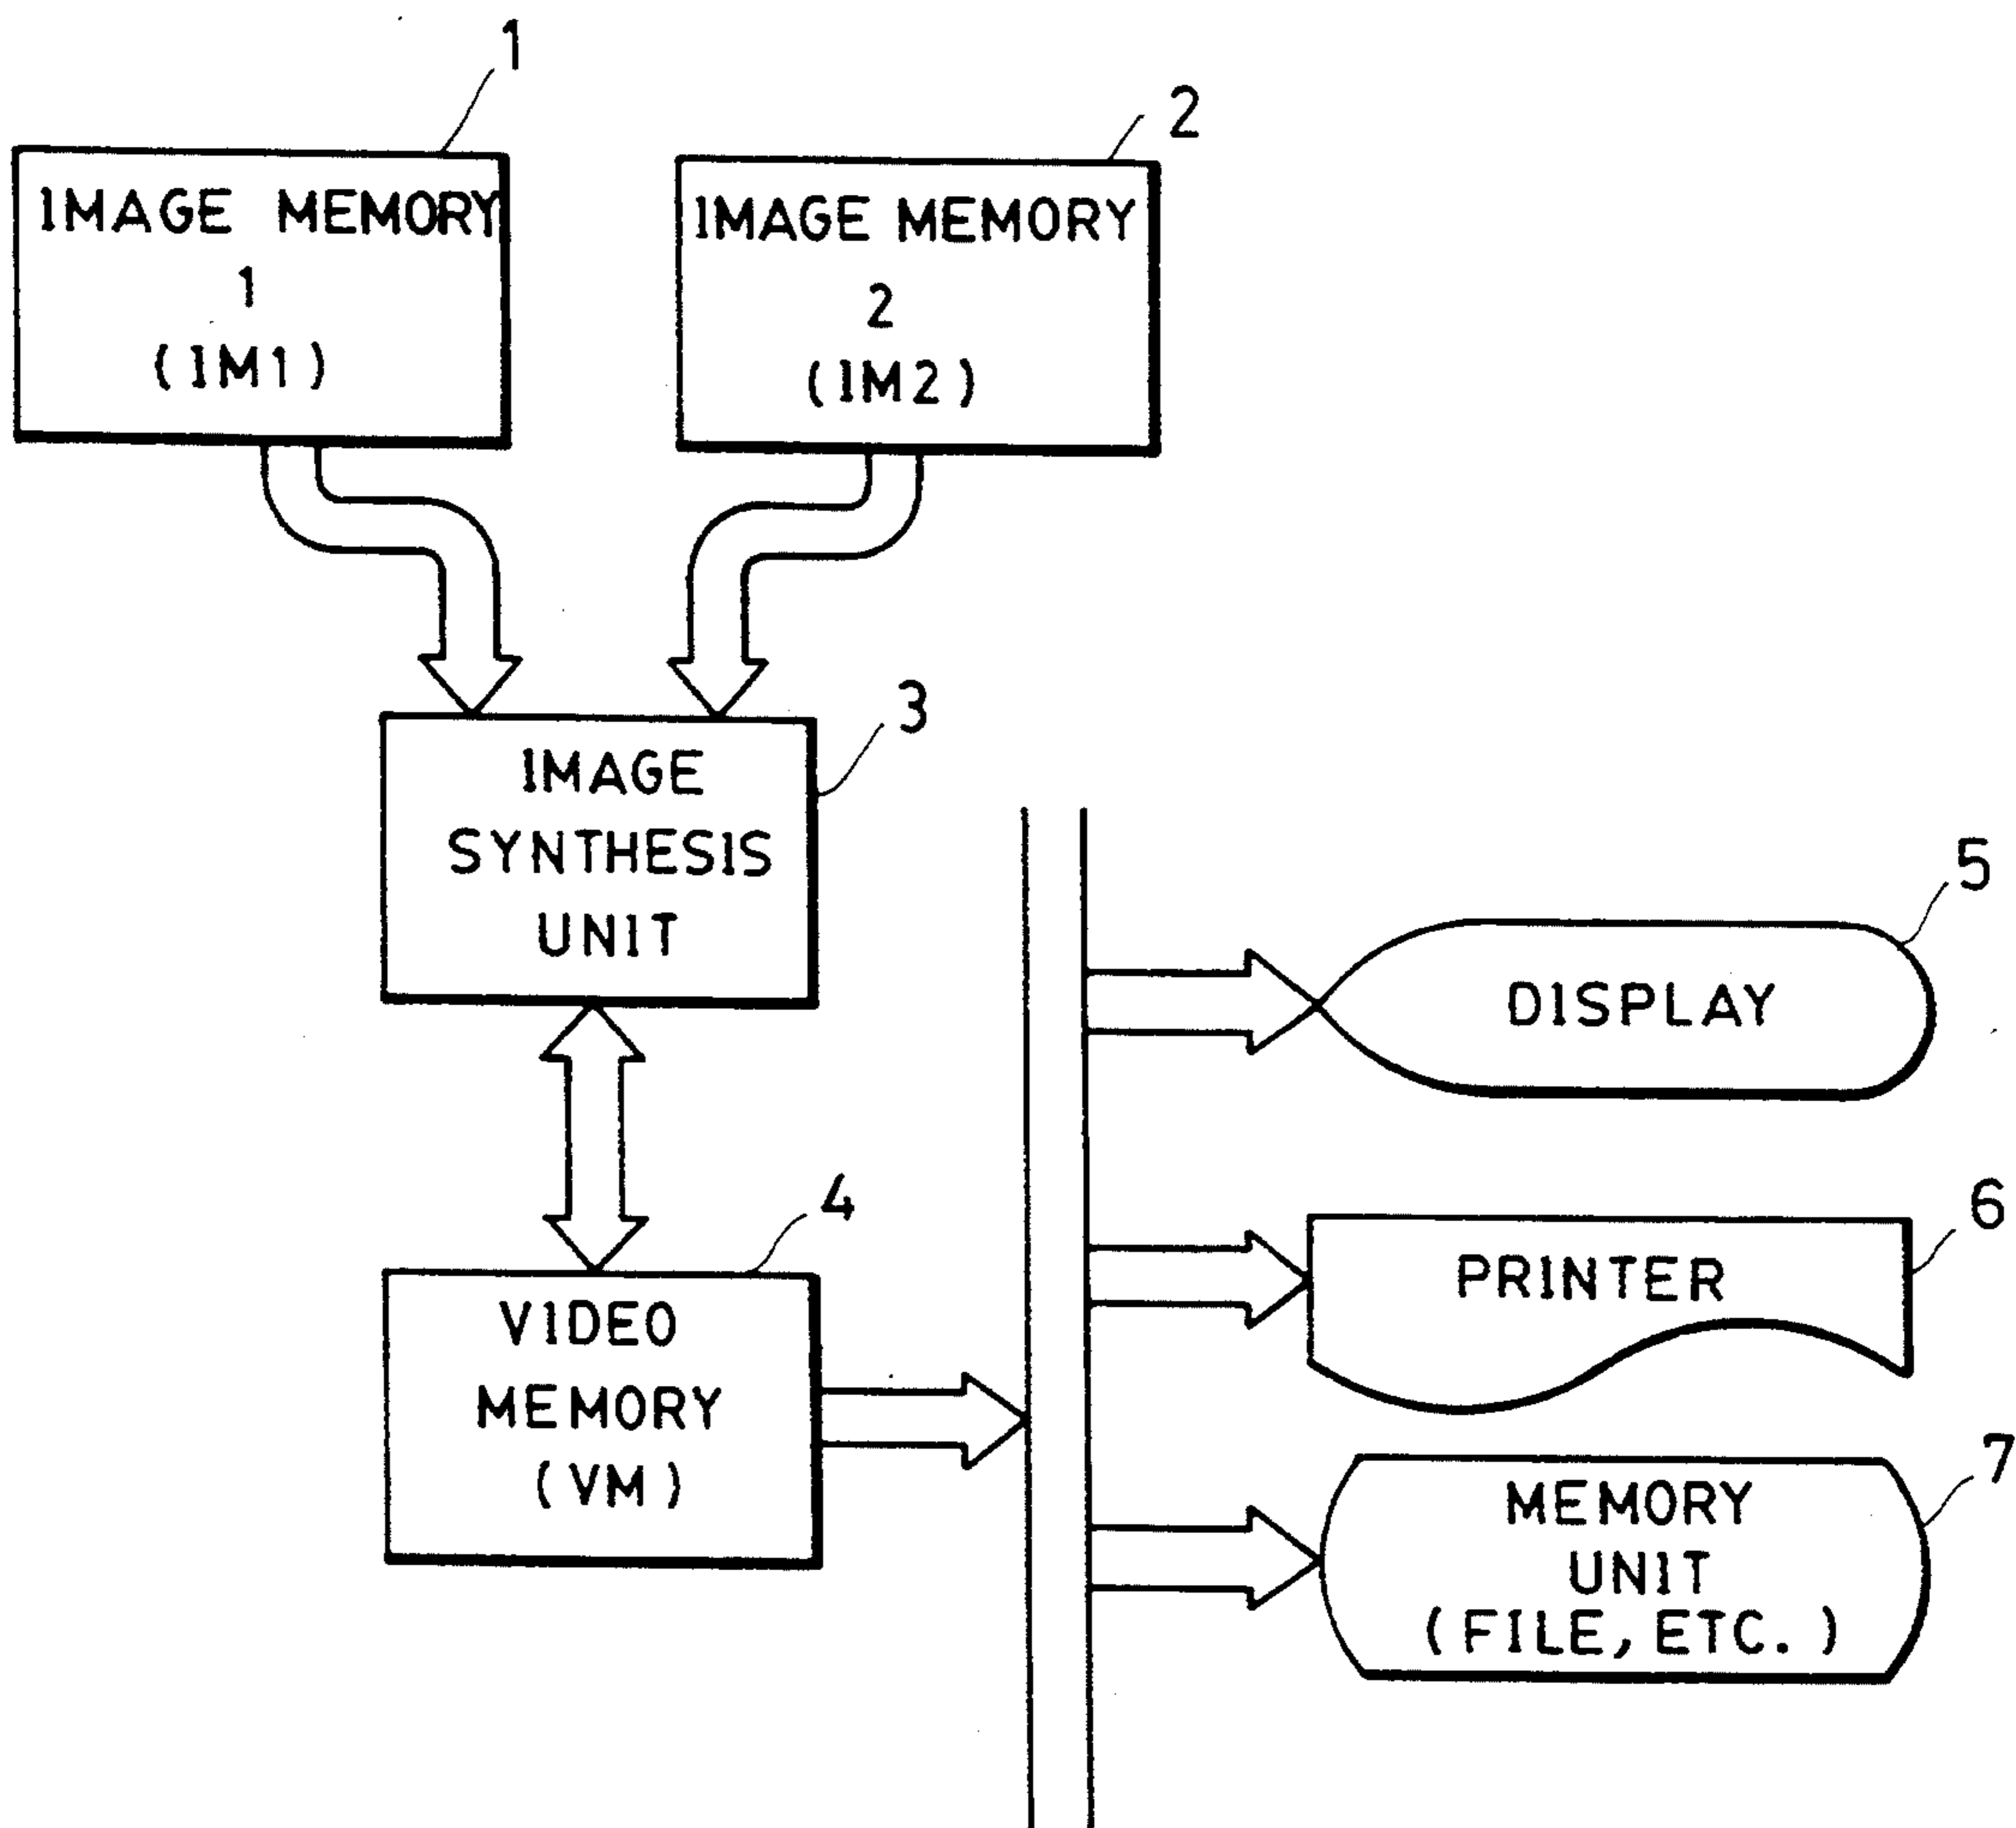 1
IMAGE MEMORY
1
(IM1)
2
IMAGE MEMORY
2
(IM2)
3
IMAGE
SYNTHESIS
UNIT
4
VIDEO
MEMORY
(VM)
5
DISPLAY
6
PRINTER
7
MEMORY
UNIT
(FILE, ETC.)